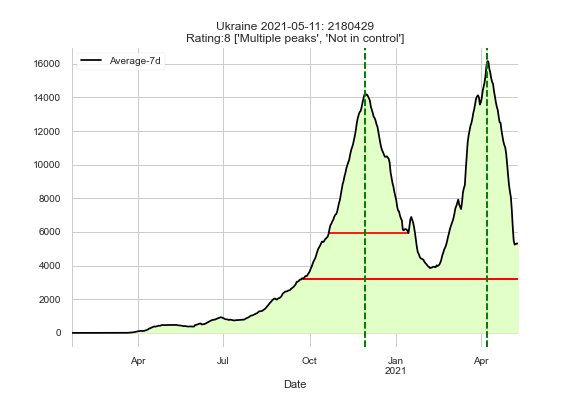 Ukraine 2021-05-11: 2180429
Rating:8 ['Multiple peaks', 'Not in control']
Average-7d
16000
14000
12000
10000
8000
6000
4000
2000
0
Apr Jul Oct Jan Apr
2021
Date